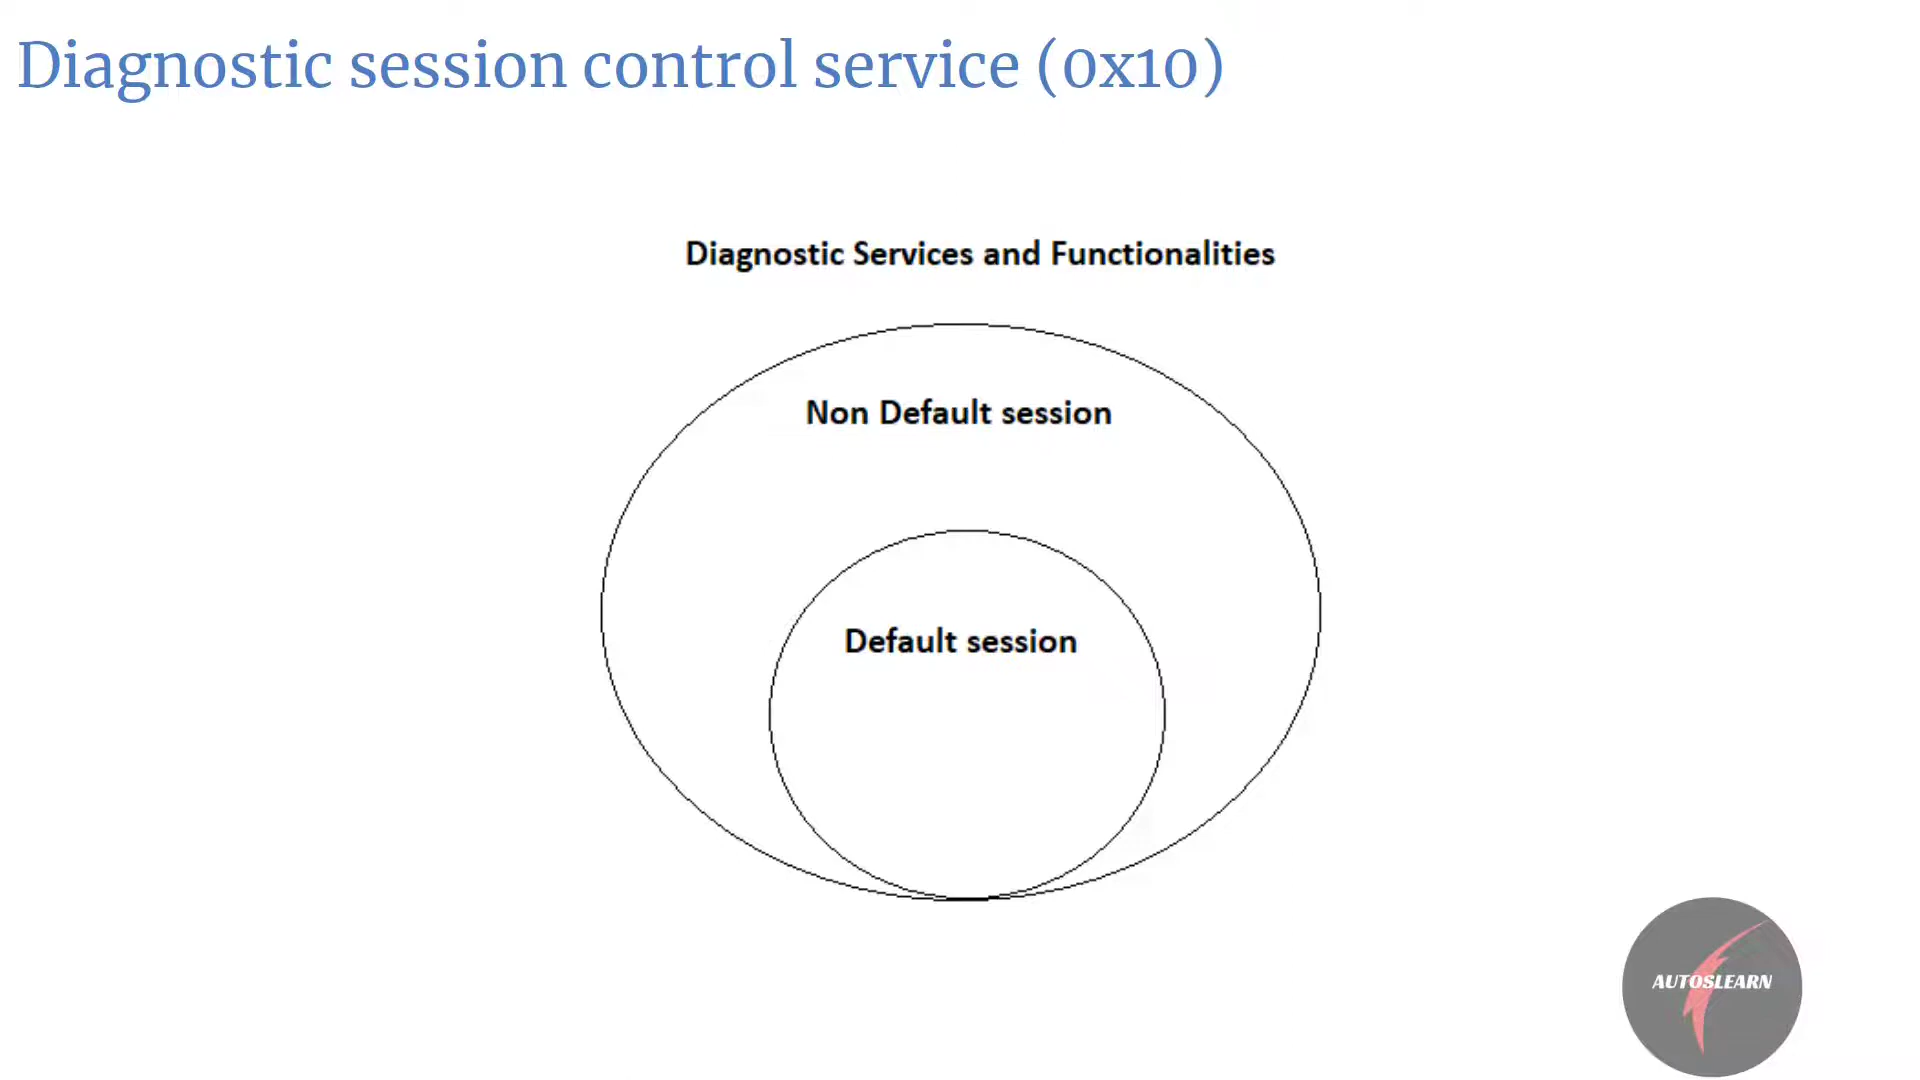 Diagnostic session control service (0x10)
Diagnostic Services and Functionalities
Non Default session
Default session
AUTOSLEARN